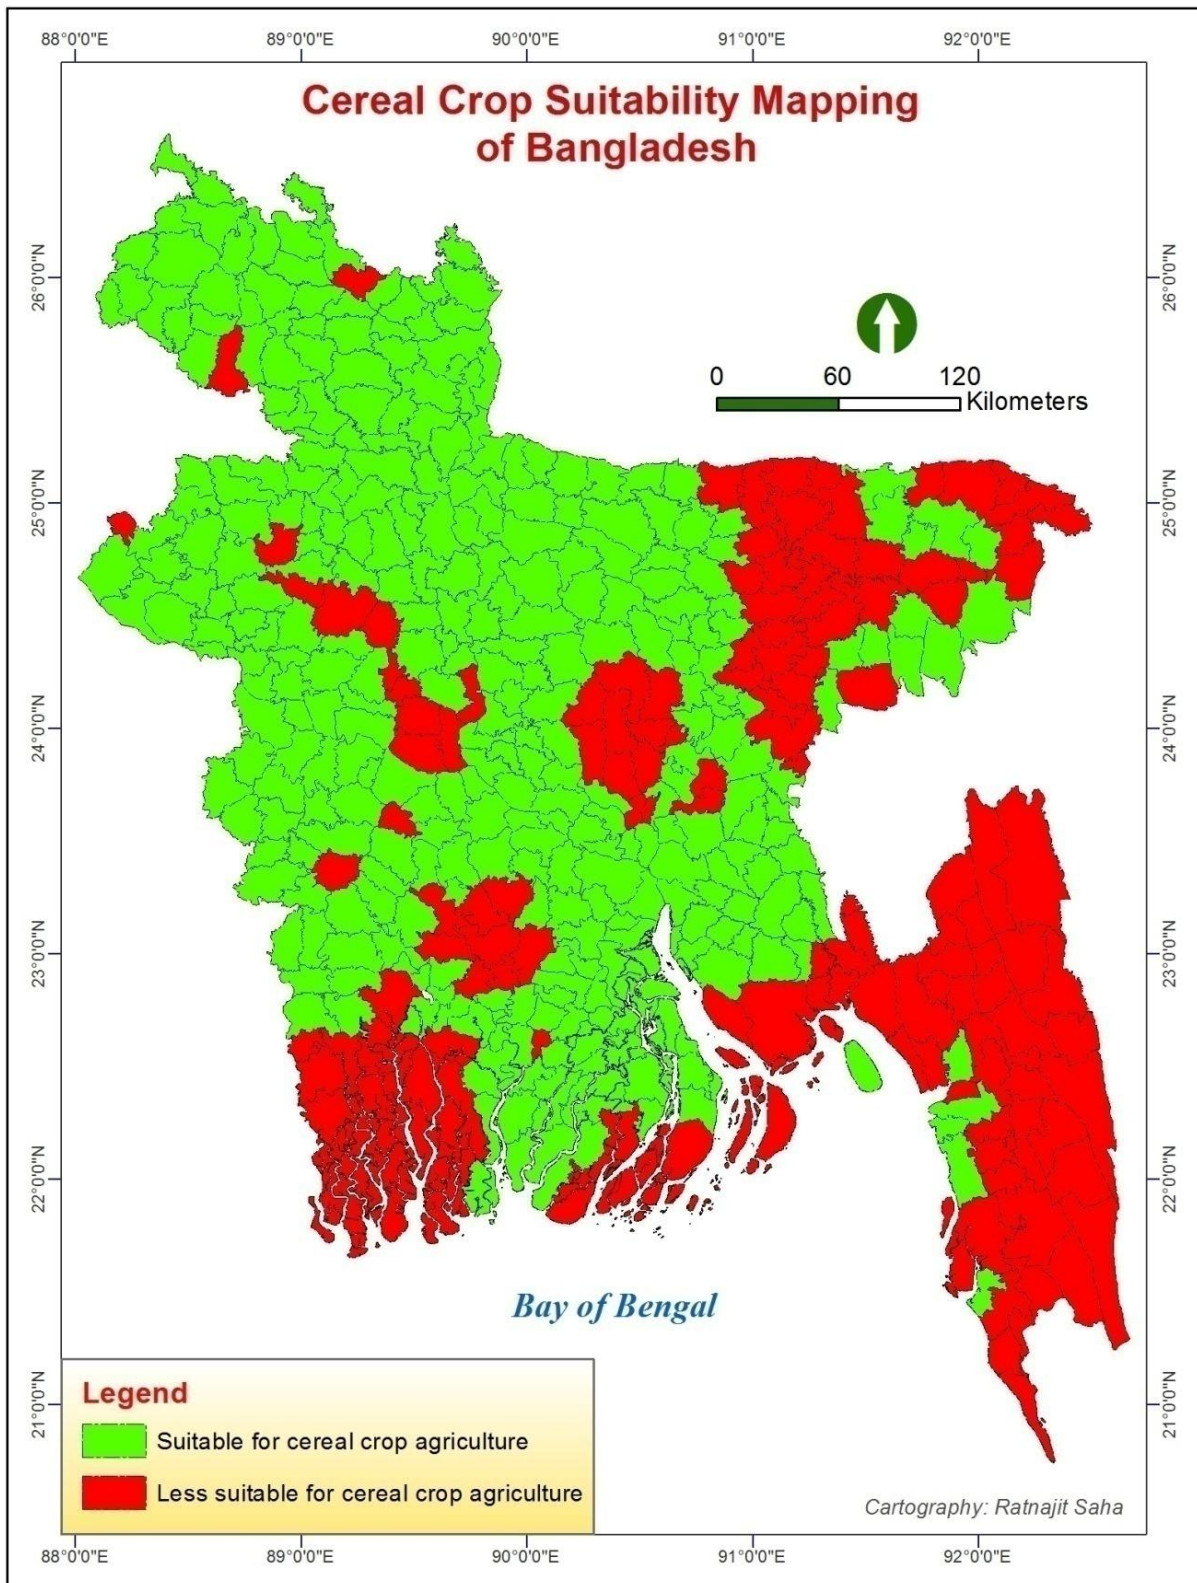 88°0'0"E 89°0'0"E 90°0'0"E 91°0'0"E 92°0'0"E
Cereal Crop Suitability Mapping
of Bangladesh
26°0'0"N
26°0'0"N
0 60 120
Kilometers
25°0'0"N
25°0'0"N
24°0'0"N
24°0'0"N
23°0'0"N
23°0'0"N
22°0'0"N
22°0'0"N
Bay of Bengal
21°0'0"N
21°0'0"N
Legend
Suitable for cereal crop agriculture
Less suitable for cereal crop agriculture
Cartography: Ratnajit Saha
88°0'0"E 89°0'0"E 90°0'0"E 91°0'0"E 92°0'0"E